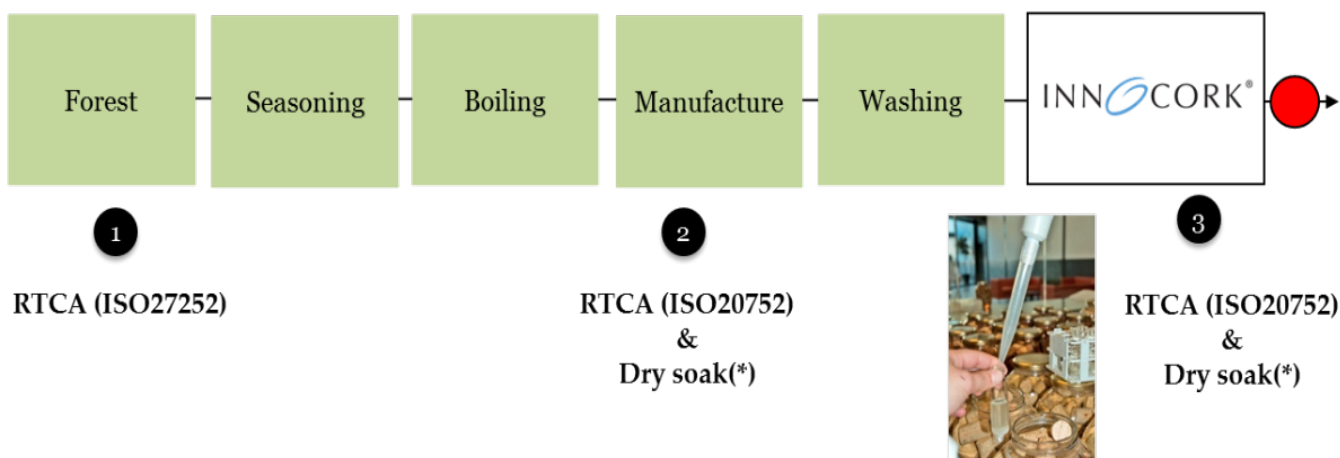 Forest
Seasoning
Boiling
Manufacture
Washing
INNOCORK®
1
2
3
RTCA (ISO27252)
RTCA (ISO20752)
&
Dry soak(*)
RTCA (ISO20752)
&
Dry soak(*)